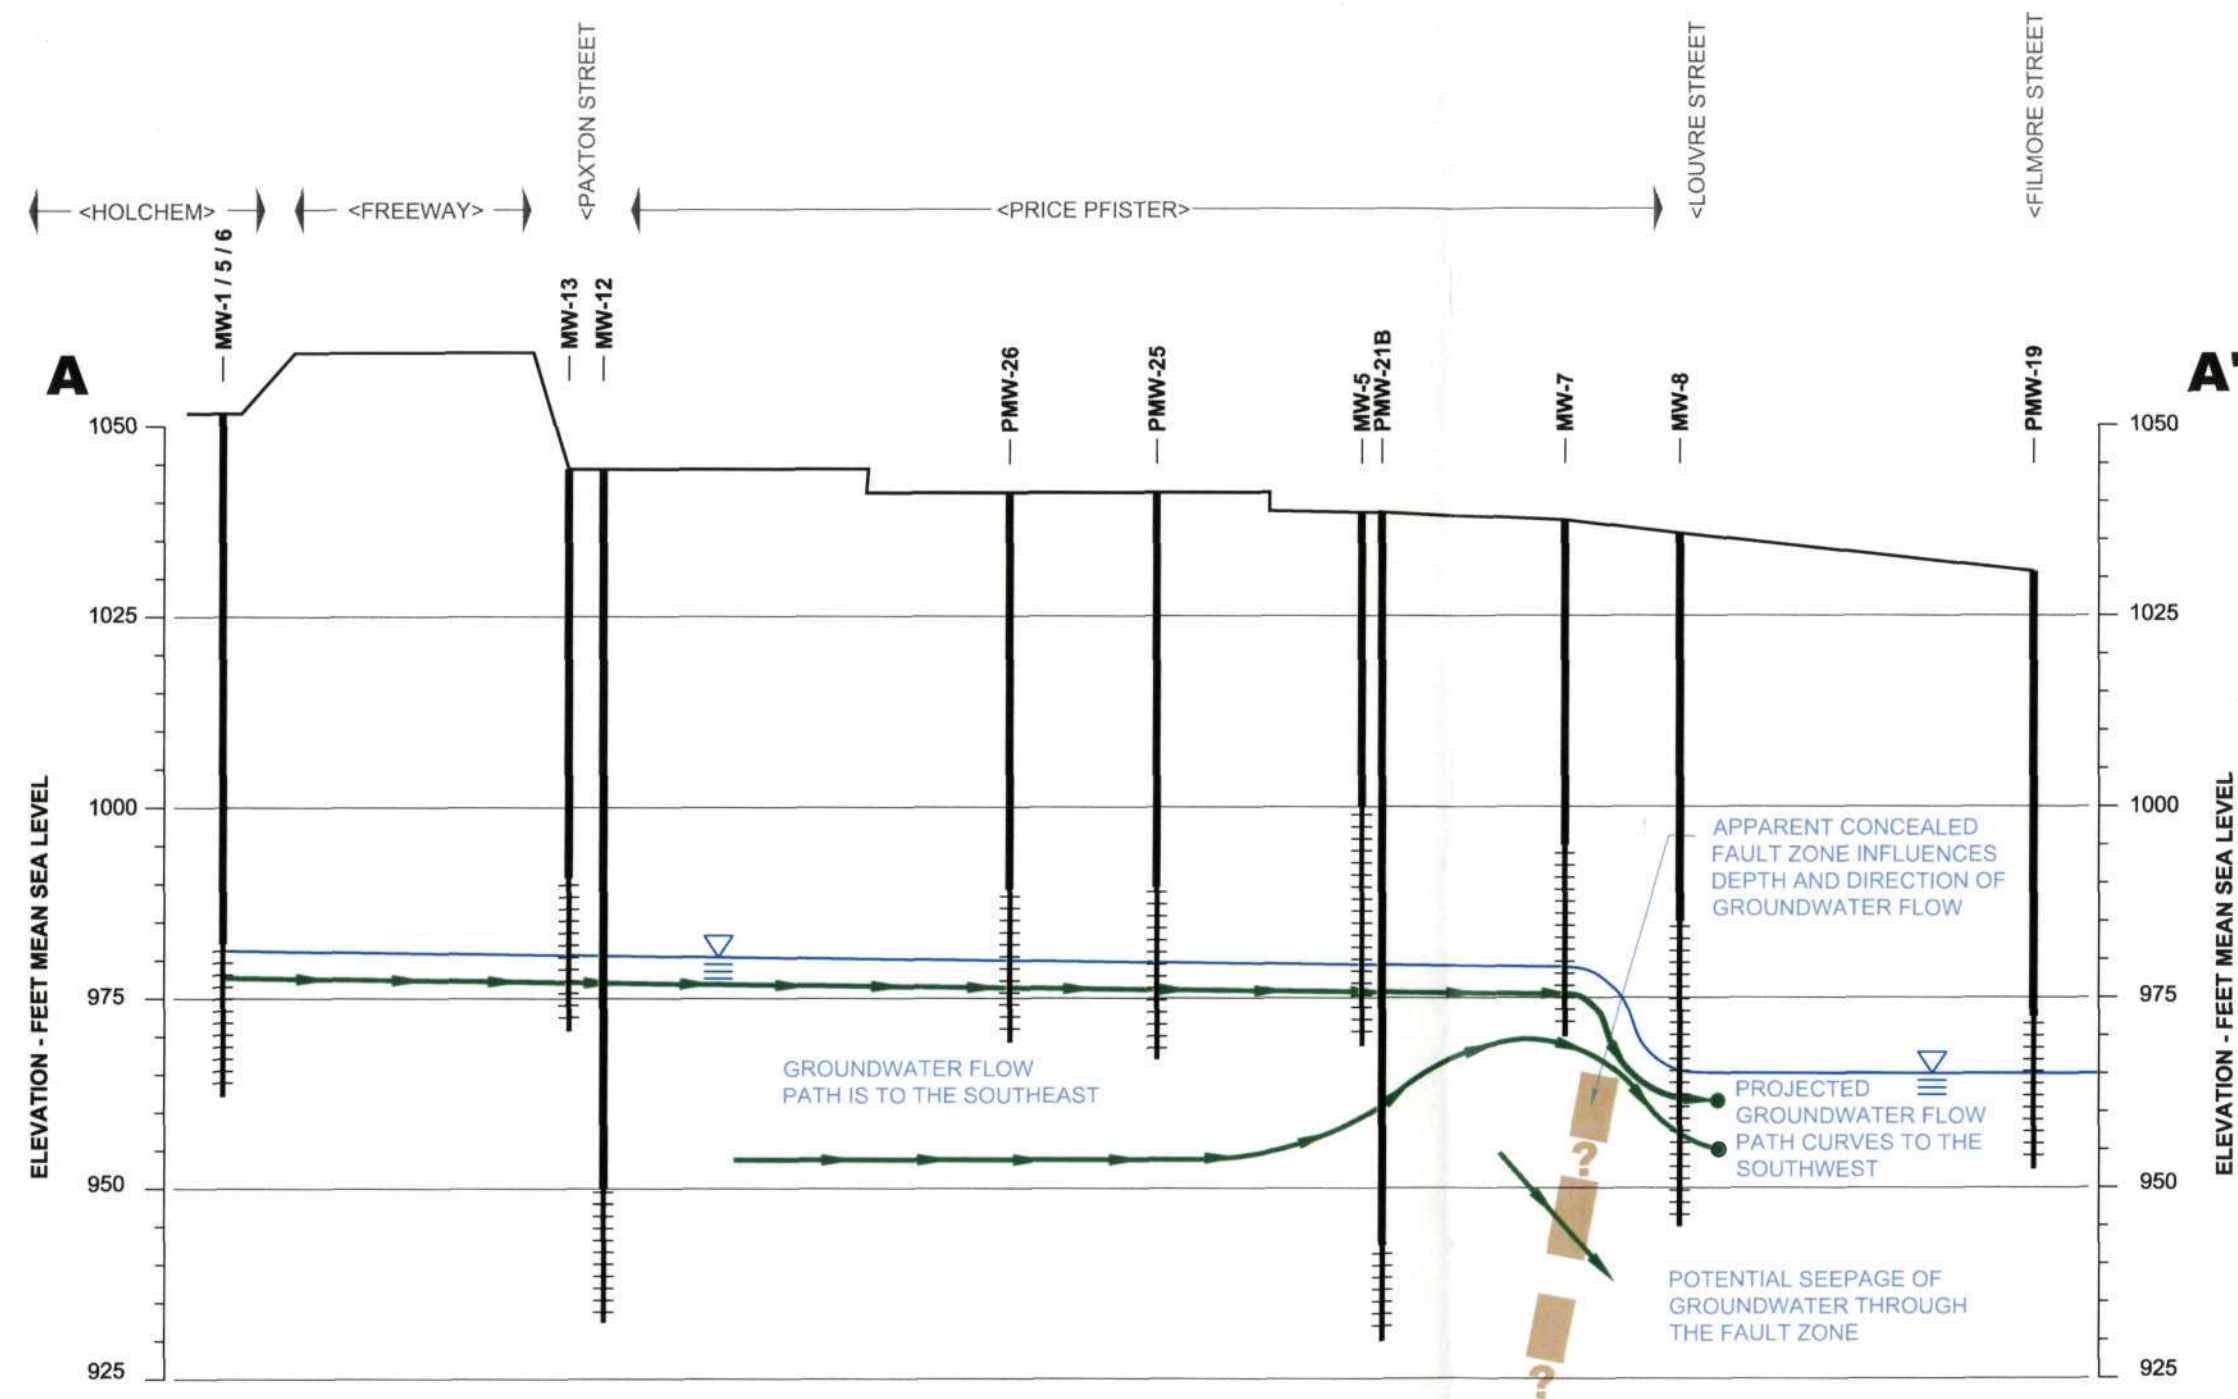 <PAXTON STREET
<LOUVRE STREET
<FILMORE STREET
<HOLCHEM>
<FREEWAY>
<PRICE PFISTER>
MW-1 / 5 / 6
MW-13
MW-12
PMW-26
PMW-25
MW-5
PMW-21B
MW-7
MW-8
PMW-19
A
A'
1050
1050
1025
1025
1000
1000
APPARENT CONCEALED
FAULT ZONE INFLUENCES
DEPTH AND DIRECTION OF
GROUNDWATER FLOW
ELEVATION - FEET MEAN SEA LEVEL
ELEVATION - FEET MEAN SEA LEVEL
975
975
GROUNDWATER FLOW
PATH IS TO THE SOUTHEAST
PROJECTED
GROUNDWATER FLOW
PATH CURVES TO THE
SOUTHWEST
?
950
950
POTENTIAL SEEPAGE OF
GROUNDWATER THROUGH
THE FAULT ZONE
925
925
?